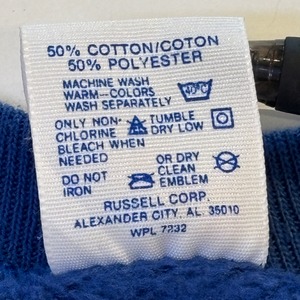 50% COTTON/COTON
50% POLYESTER
MACHINE WASH
WARM-COLORS
WASH SEPARATELY
40°C
ONLY NON-
CHLORINE
BLEACH WHEN
NEEDED
TUMBLE
DRY LOW
DO NOT
IRON
OR DRY
CLEAN
EMBLEM
RUSSELL CORP.
ALEXANDER CITY, AL. 35010
WPL 7232